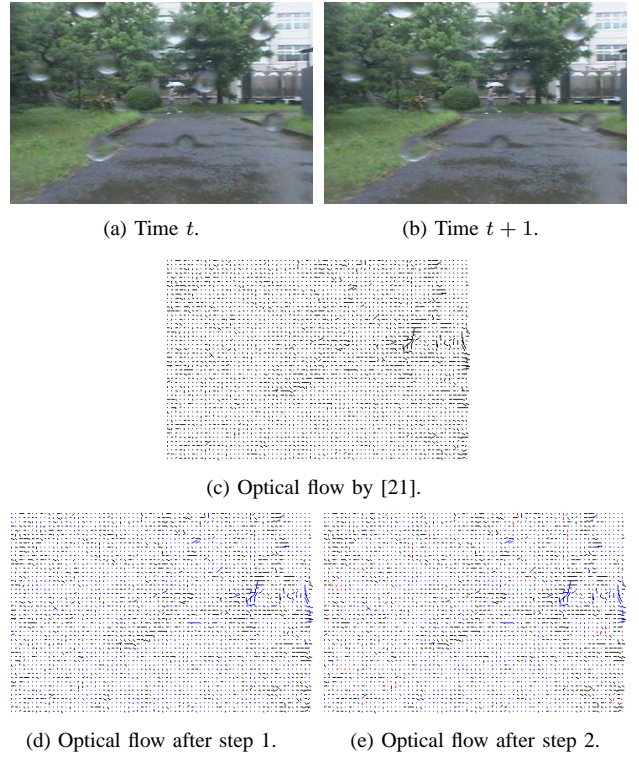 (a) Time t.
(b) Time t + 1.
(c) Optical flow by [21].
(d) Optical flow after step 1.
(e) Optical flow after step 2.